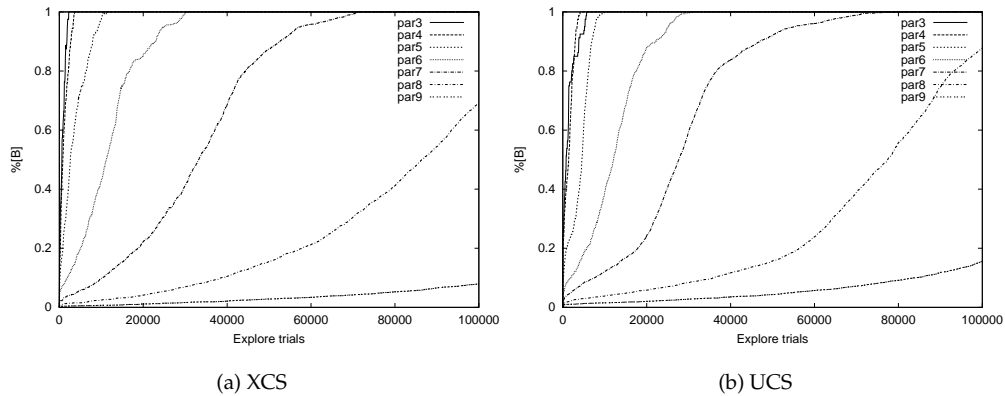 1
0.8
0.6
0.4
0.2
0
%[B]
0 20000 40000 60000 80000 100000
Explore trials
par3
par4
par5
par6
par7
par8
par9
(a) XCS
1
0.8
0.6
0.4
0.2
0
%[B]
0 20000 40000 60000 80000 100000
Explore trials
par3
par4
par5
par6
par7
par8
par9
(b) UCS